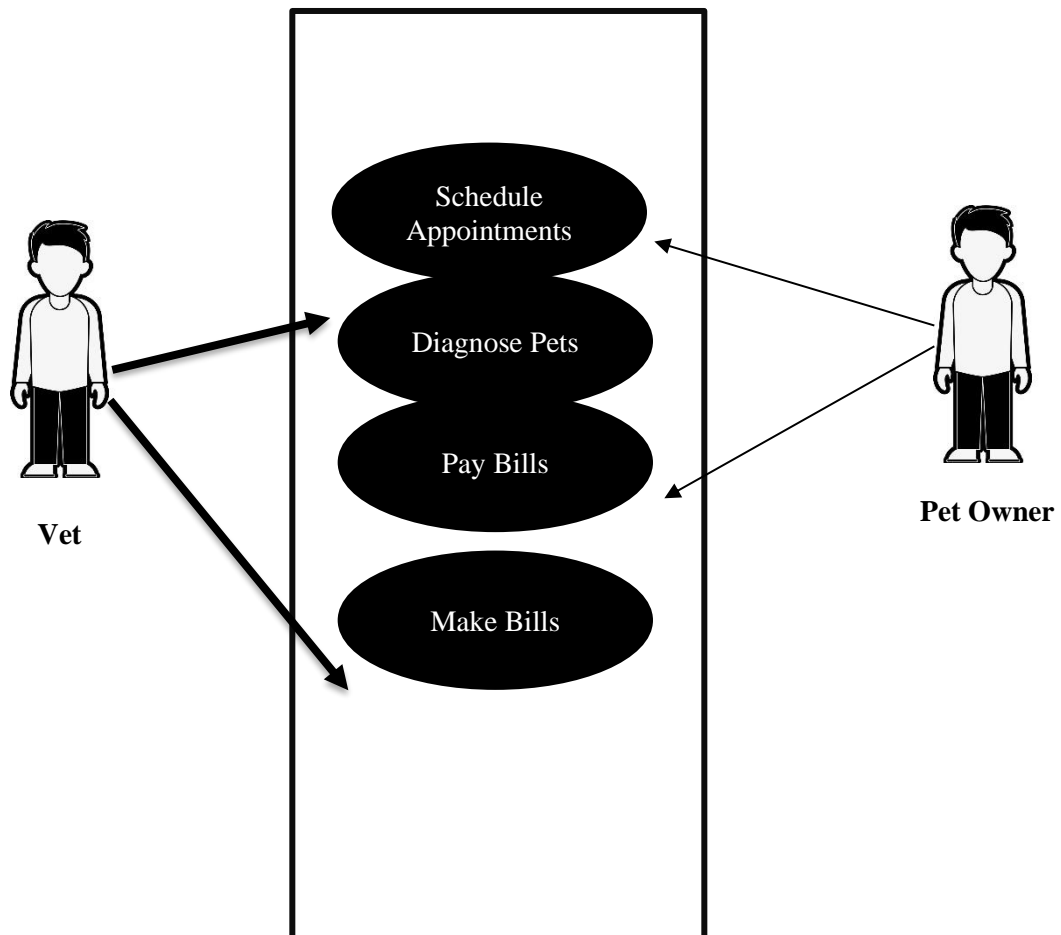 Schedule
Appointments
Diagnose Pets
Pay Bills
Make Bills
Vet
Pet Owner